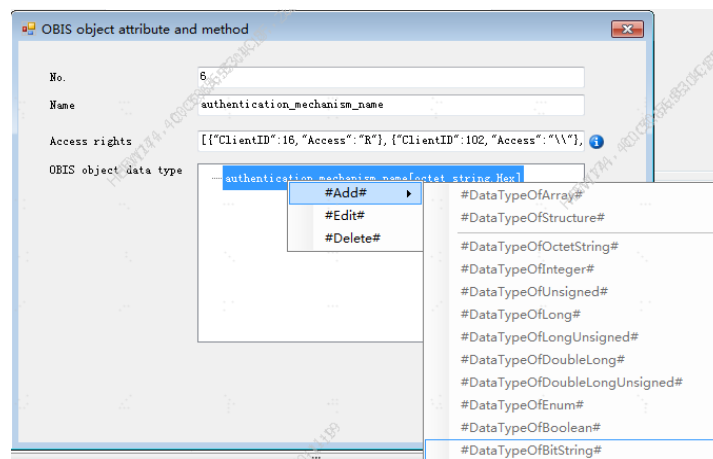 OBIS object attribute and method
No.
6
Name
authentication_mechanism_name
Access rights
[{"ClientID":16,"Access":"R"},{"ClientID":102,"Access":"\\"},
OBIS object data type
authentication_mechanism_name[octet_string,Hex]
#Add#
#Edit#
#Delete#
#DataTypeOfArray#
#DataTypeOfStructure#
#DataTypeOfOctetString#
#DataTypeOfInteger#
#DataTypeOfUnsigned#
#DataTypeOfLong#
#DataTypeOfLongUnsigned#
#DataTypeOfDoubleLong#
#DataTypeOfDoubleLongUnsigned#
#DataTypeOfEnum#
#DataTypeOfBoolean#
#DataTypeOfBitString#